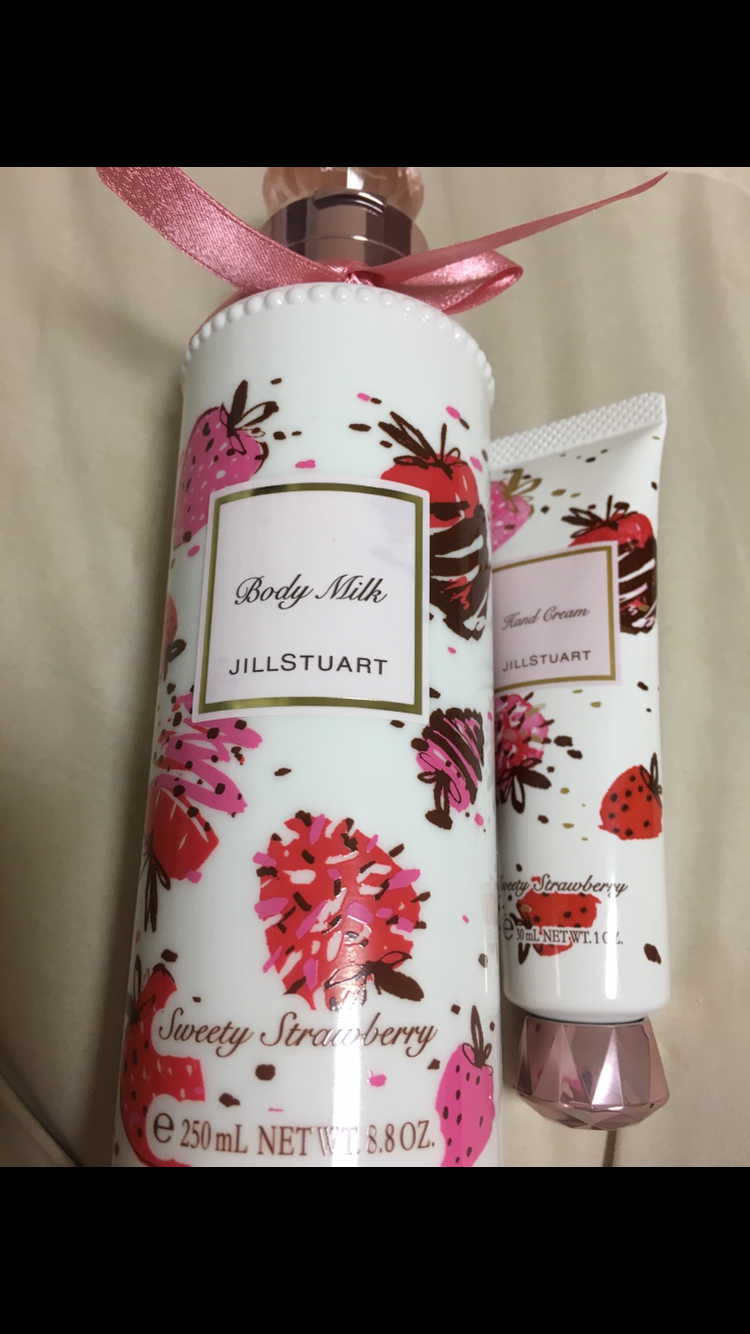 Body Milk
JILLSTUART
Sweety Strawberry
e 250mL NET WT. 8.8 OZ.
Hand Cream
JILLSTUART
Sweety Strawberry
e 30mL NET WT. 1 OZ.